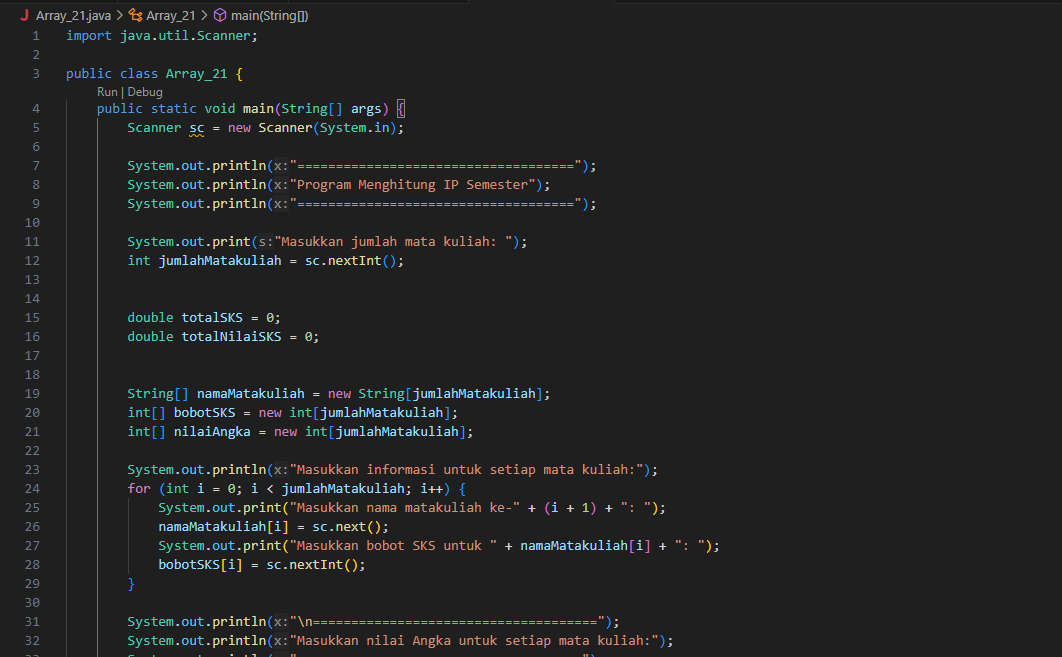 J Array_21.java > Array_21 > main(String[])
1 import java.util.Scanner;
2
3 public class Array_21 {
Run | Debug
4 public static void main(String[] args) {
5 Scanner sc = new Scanner(System.in);
6
7 System.out.println(x:"====================================");
8 System.out.println(x:"Program Menghitung IP Semester");
9 System.out.println(x:"====================================");
10
11 System.out.print(s:"Masukkan jumlah mata kuliah: ");
12 int jumlahMatakuliah = sc.nextInt();
13
14
15 double totalSKS = 0;
16 double totalNilaiSKS = 0;
17
18
19 String[] namaMatakuliah = new String[jumlahMatakuliah];
20 int[] bobotSKS = new int[jumlahMatakuliah];
21 int[] nilaiAngka = new int[jumlahMatakuliah];
22
23 System.out.println(x:"Masukkan informasi untuk setiap mata kuliah:");
24 for (int i = 0; i < jumlahMatakuliah; i++) {
25 System.out.print("Masukkan nama matakuliah ke-" + (i + 1) + ": ");
26 namaMatakuliah[i] = sc.next();
27 System.out.print("Masukkan bobot SKS untuk " + namaMatakuliah[i] + ": ");
28 bobotSKS[i] = sc.nextInt();
29 }
30
31 System.out.println(x:"\n=====================================");
32 System.out.println(x:"Masukkan nilai Angka untuk setiap mata kuliah:");